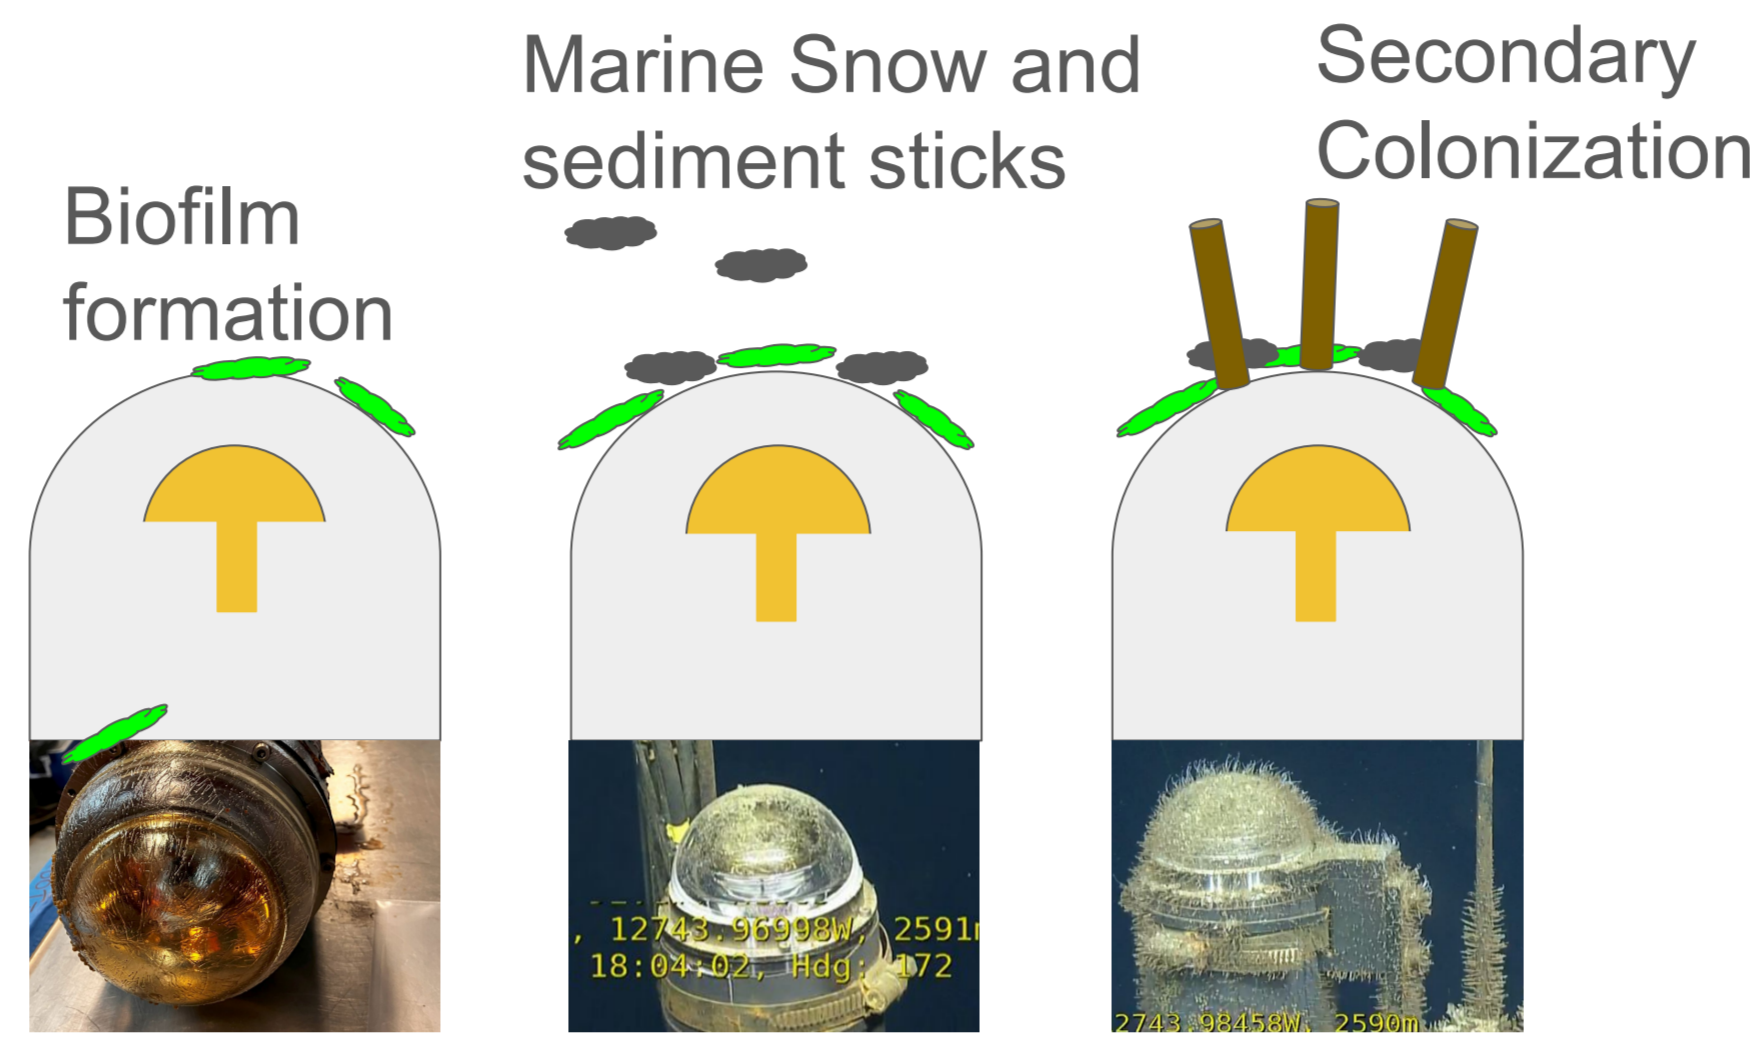 Biofilm
formation
Marine Snow and
sediment sticks
Secondary
Colonization
, 12743.96998W, 2591m
18:04:02, Hdg: 172
2743.98458W, 2590m